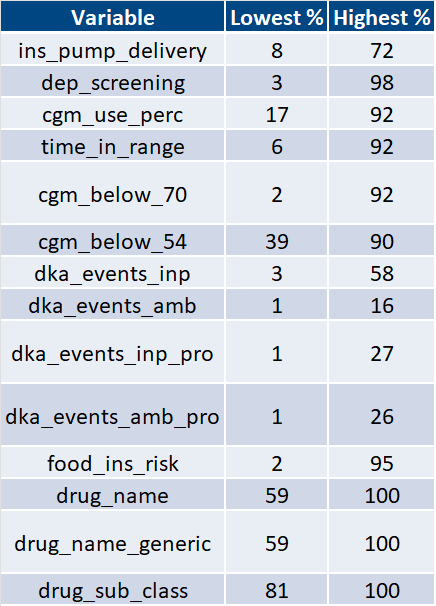 Variable Lowest % Highest %
ins_pump_delivery 8 72
dep_screening 3 98
cgm_use_perc 17 92
time_in_range 6 92
cgm_below_70 2 92
cgm_below_54 39 90
dka_events_inp 3 58
dka_events_amb 1 16
dka_events_inp_pro 1 27
dka_events_amb_pro 1 26
food_ins_risk 2 95
drug_name 59 100
drug_name_generic 59 100
drug_sub_class 81 100